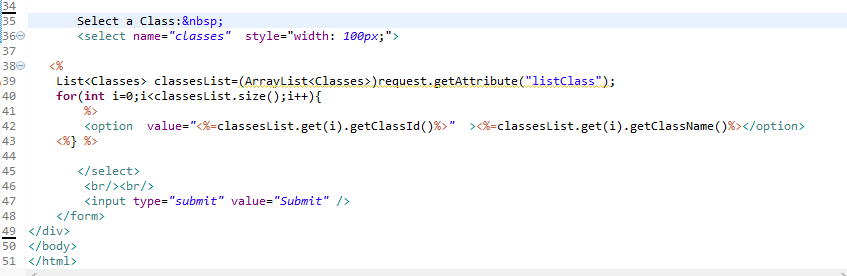 34
35 Select a Class:&nbsp;
36 <select name="classes" style="width: 100px;">
37
38 <%
39 List<Classes> classesList=(ArrayList<Classes>)request.getAttribute("listClass");
40 for(int i=0;i<classesList.size();i++){
41 %>
42 <option value="<%=classesList.get(i).getClassId()%>" ><%=classesList.get(i).getClassName()%></option>
43 <%} %>
44
45 </select>
46 <br/><br/>
47 <input type="submit" value="Submit" />
48 </form>
49 </div>
50 </body>
51 </html>